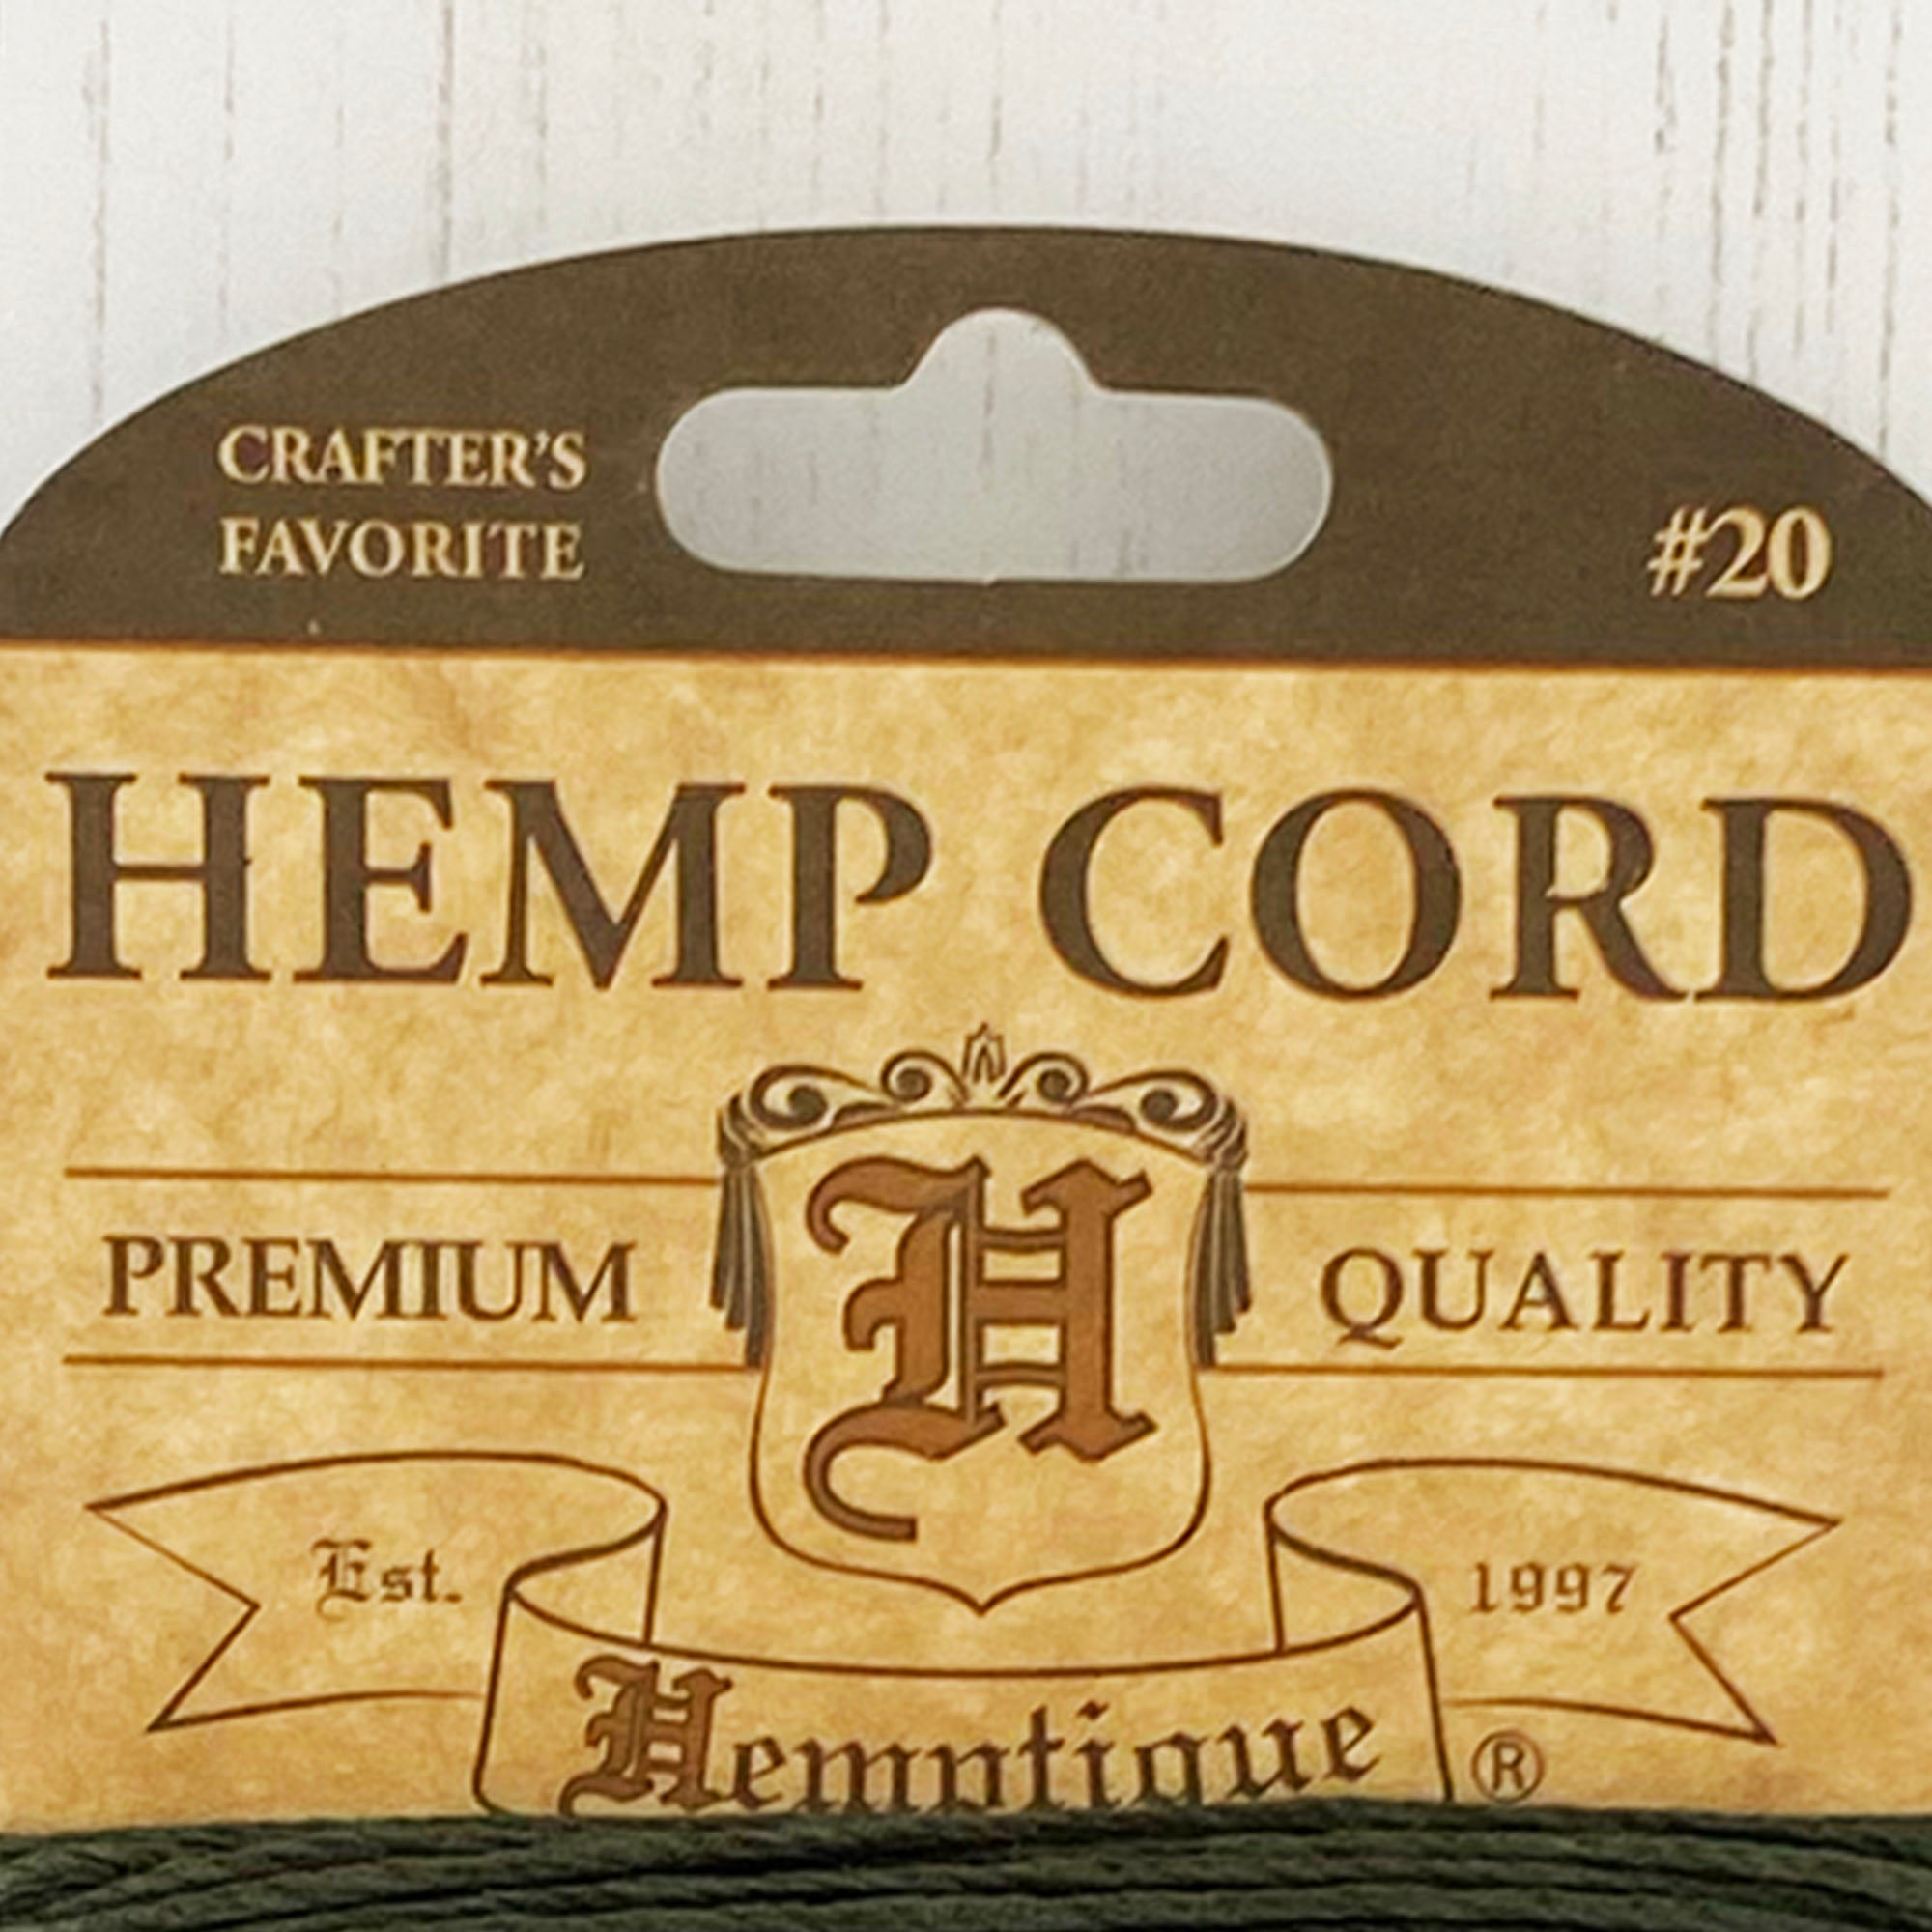 CRAFTER'S
FAVORITE
#20
HEMP CORD
PREMIUM QUALITY
H
Est. 1997
Hemptique ®